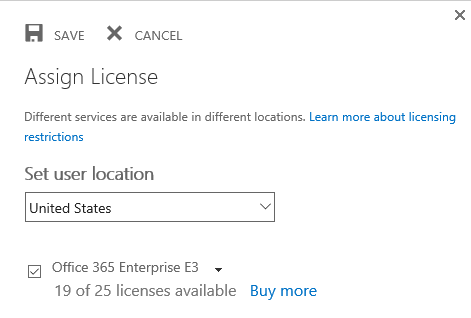 SAVE CANCEL
Assign License
Different services are available in different locations. Learn more about licensing
restrictions
Set user location
United States
Office 365 Enterprise E3
19 of 25 licenses available Buy more